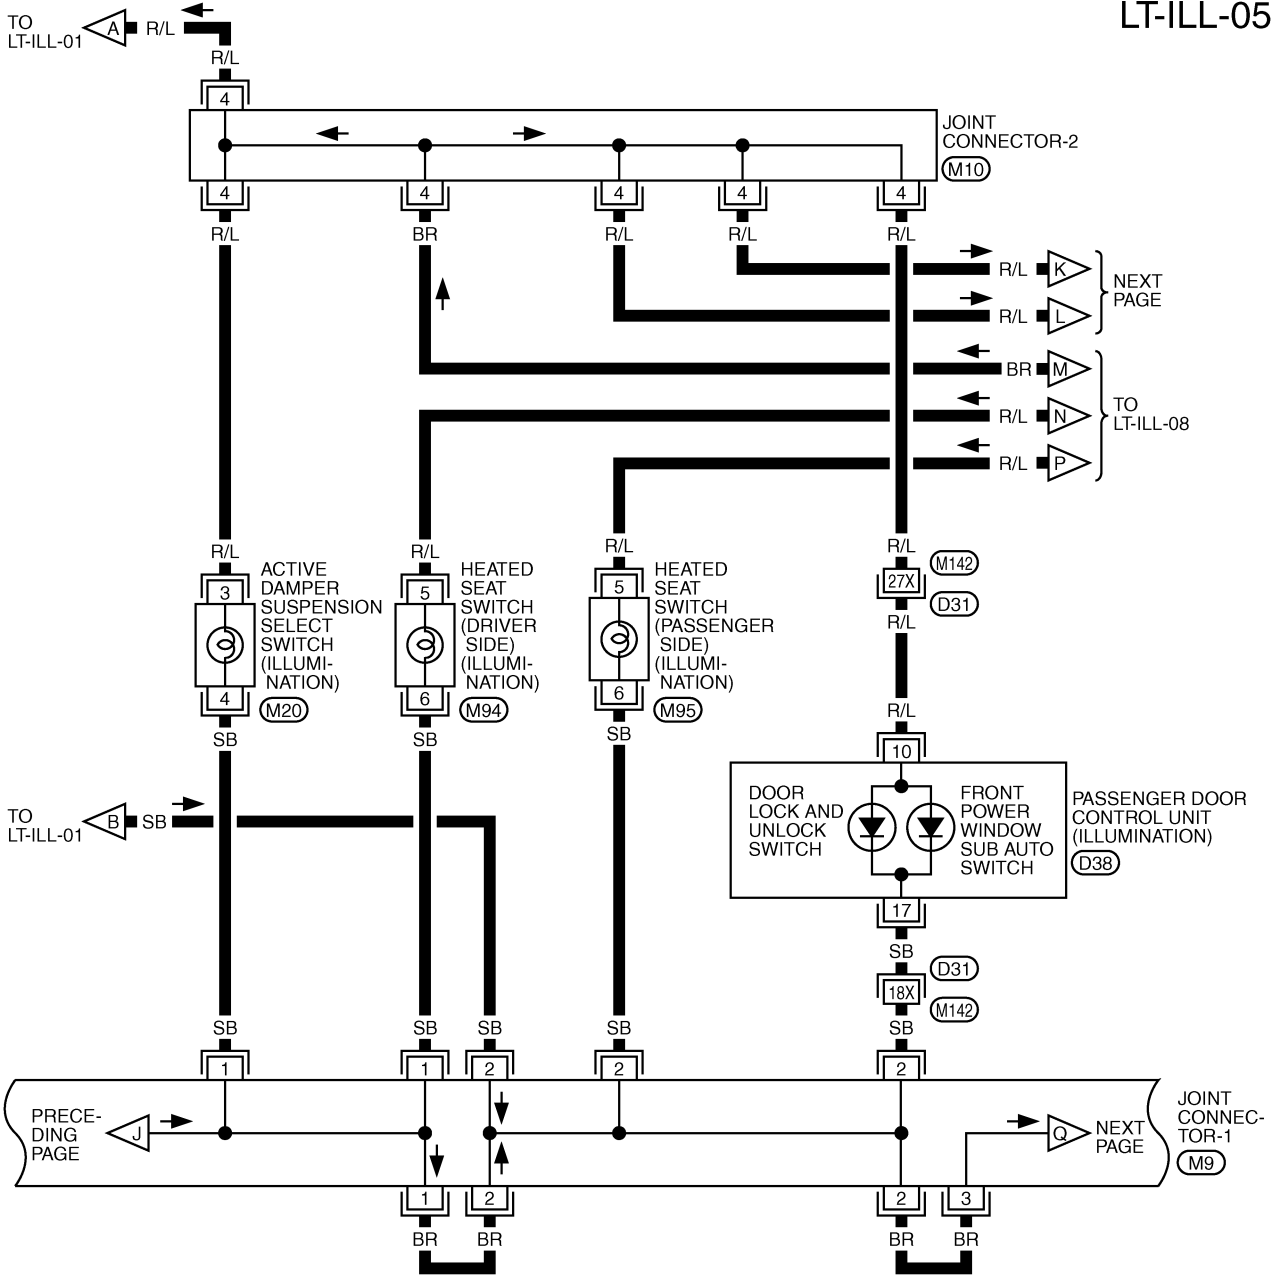 LT-ILL-05
TO
LT-ILL-01
A
R/L
R/L
4
JOINT
CONNECTOR-2
M10
4
4
4
4
4
R/L
BR
R/L
R/L
R/L
R/L
K
R/L
L
NEXT
PAGE
BR
M
R/L
N
R/L
P
TO
LT-ILL-08
R/L
R/L
R/L
R/L
3
ACTIVE
DAMPER
SUSPENSION
SELECT
SWITCH
(ILLUMI-
NATION)
4
M20
5
HEATED
SEAT
SWITCH
(DRIVER
SIDE)
(ILLUMI-
NATION)
6
M94
5
HEATED
SEAT
SWITCH
(PASSENGER
SIDE)
(ILLUMI-
NATION)
6
M95
M142
27X
D31
R/L
R/L
SB
SB
SB
10
DOOR
LOCK AND
UNLOCK
SWITCH
FRONT
POWER
WINDOW
SUB AUTO
SWITCH
PASSENGER DOOR
CONTROL UNIT
(ILLUMINATION)
D38
17
TO
LT-ILL-01
B
SB
SB
D31
18X
M142
SB
SB
SB
SB
SB
1
1
2
2
2
PRECE-
DING
PAGE
J
Q
NEXT
PAGE
JOINT
CONNEC-
TOR-1
M9
1
2
2
3
BR
BR
BR
BR